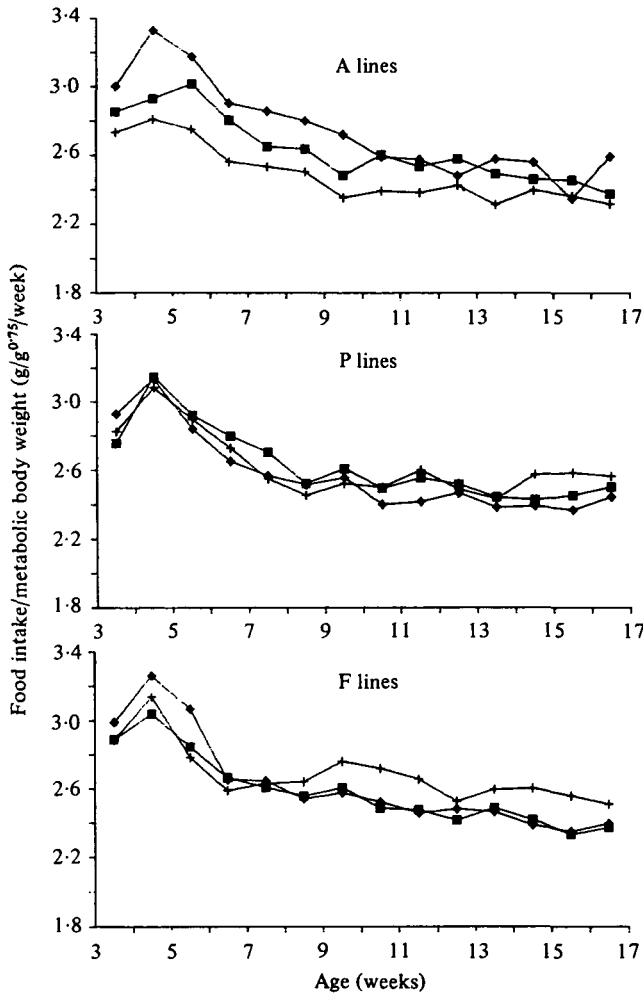 Food intake/metabolic body weight (g/g^0·75/week)
3·4
3·0
2·6
2·2
1·8
A lines
3 5 7 9 11 13 15 17
3·4
3·0
2·6
2·2
1·8
P lines
3 5 7 9 11 13 15 17
3·4
3·0
2·6
2·2
1·8
F lines
3 5 7 9 11 13 15 17
Age (weeks)